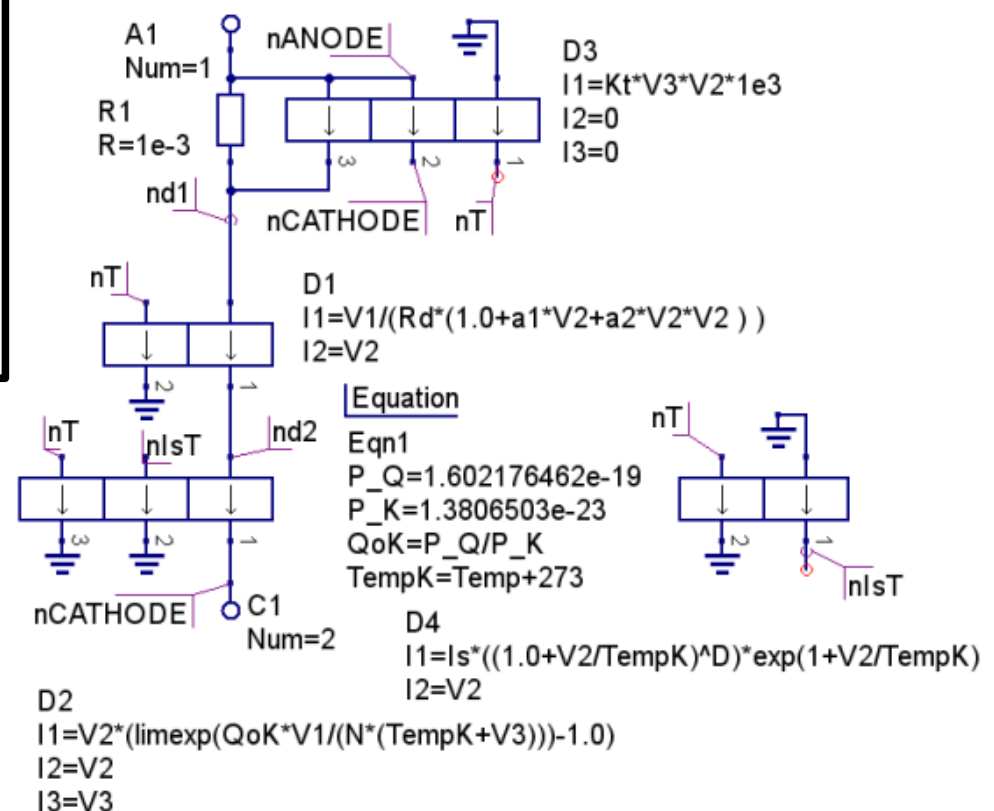 A1
Num=1
nANODE
D3
I1=Kt*V3*V2*1e3
I2=0
I3=0
R1
R=1e-3
3
2
1
nd1
nCATHODE
nT
nT
D1
I1=V1/(Rd*(1.0+a1*V2+a2*V2*V2 ) )
I2=V2
2
1
Equation
nT
nIsT
nd2
Eqn1
P_Q=1.602176462e-19
P_K=1.3806503e-23
QoK=P_Q/P_K
TempK=Temp+273
nT
3
2
1
2
1
nIsT
nCATHODE
C1
Num=2
D4
I1=Is*((1.0+V2/TempK)^D)*exp(1+V2/TempK)
I2=V2
D2
I1=V2*(limexp(QoK*V1/(N*(TempK+V3)))-1.0)
I2=V2
I3=V3